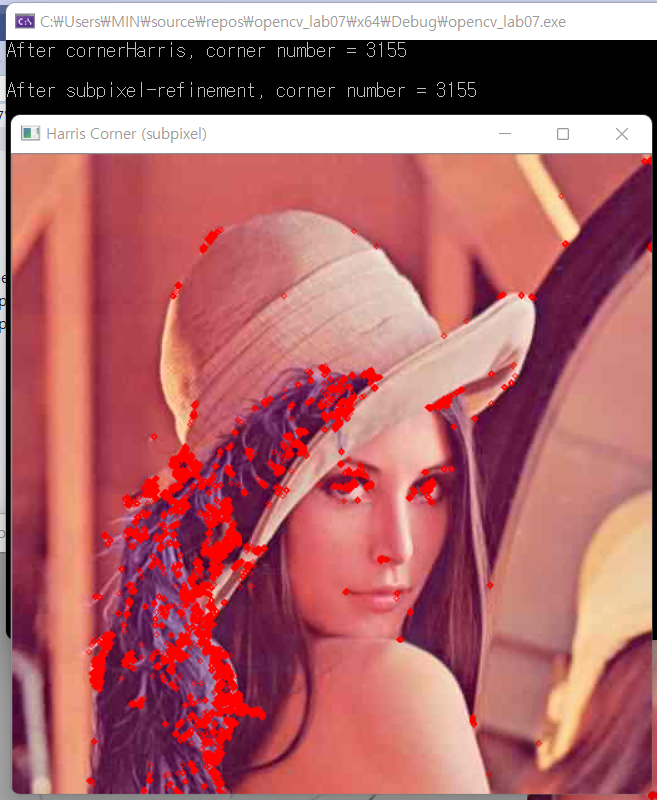 C:\Users\MIN\source\repos\opencv_lab07\x64\Debug\opencv_lab07.exe
After cornerHarris, corner number = 3155
After subpixel-refinement, corner number = 3155
Harris Corner (subpixel)